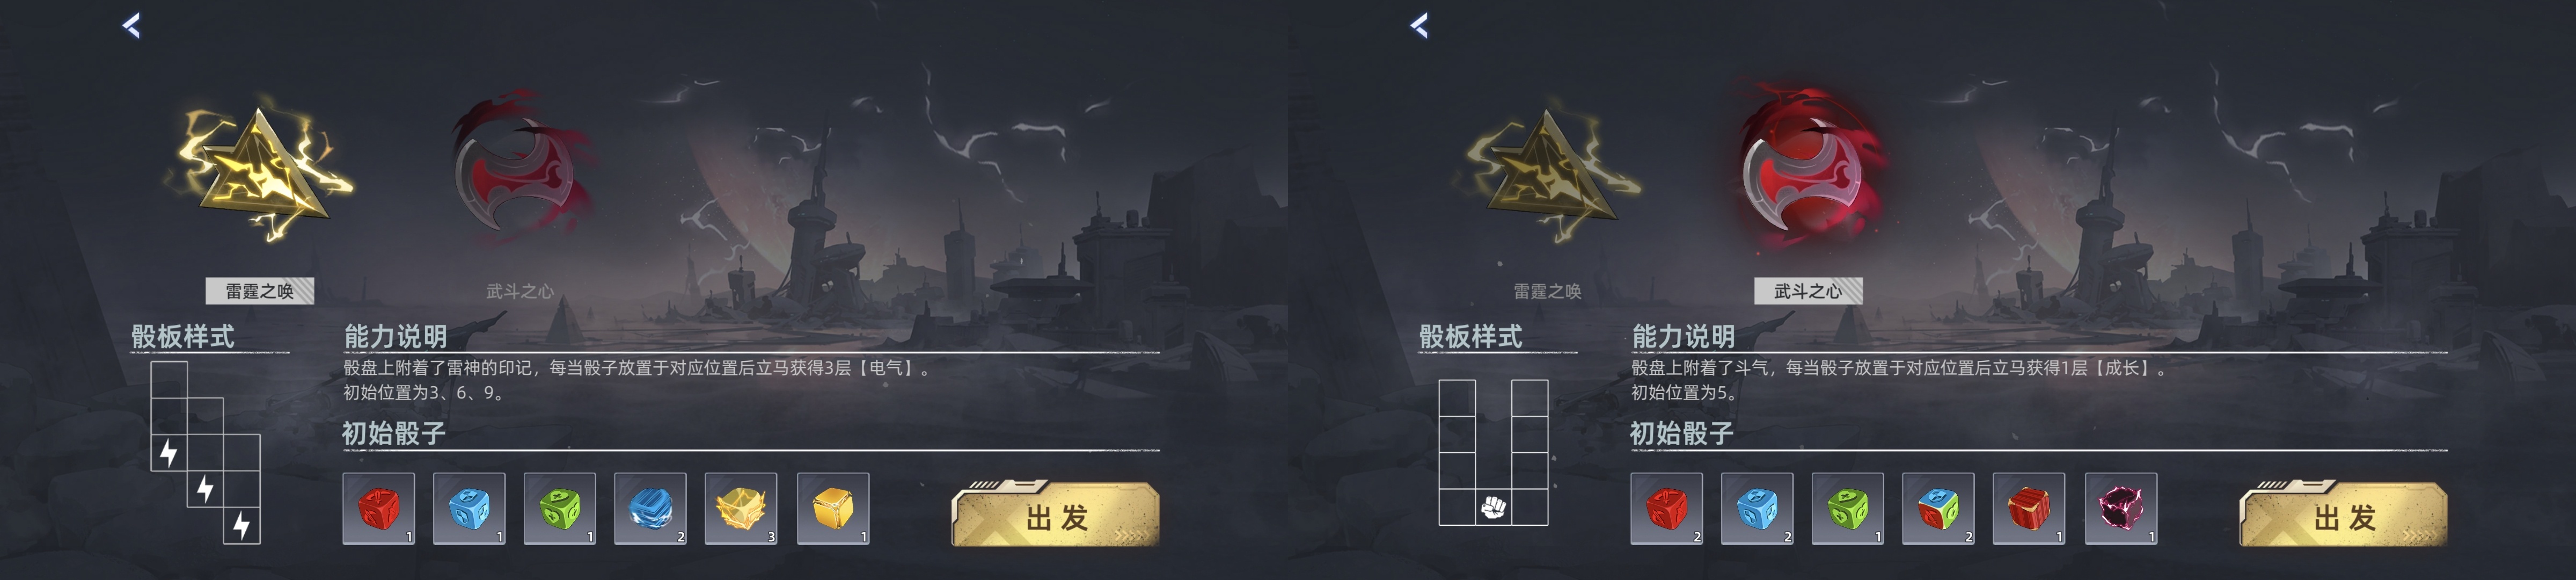 雷霆之唤
武斗之心
骰板样式
能力说明
骰盘上附着了雷神的印记，每当骰子放置于对应位置后立马获得3层【电气】。
初始位置为3、6、9。
初始骰子
1
1
1
2
3
1
出发
雷霆之唤
武斗之心
骰板样式
能力说明
骰盘上附着了斗气，每当骰子放置于对应位置后立马获得1层【成长】。
初始位置为5。
初始骰子
2
2
1
2
1
1
出发